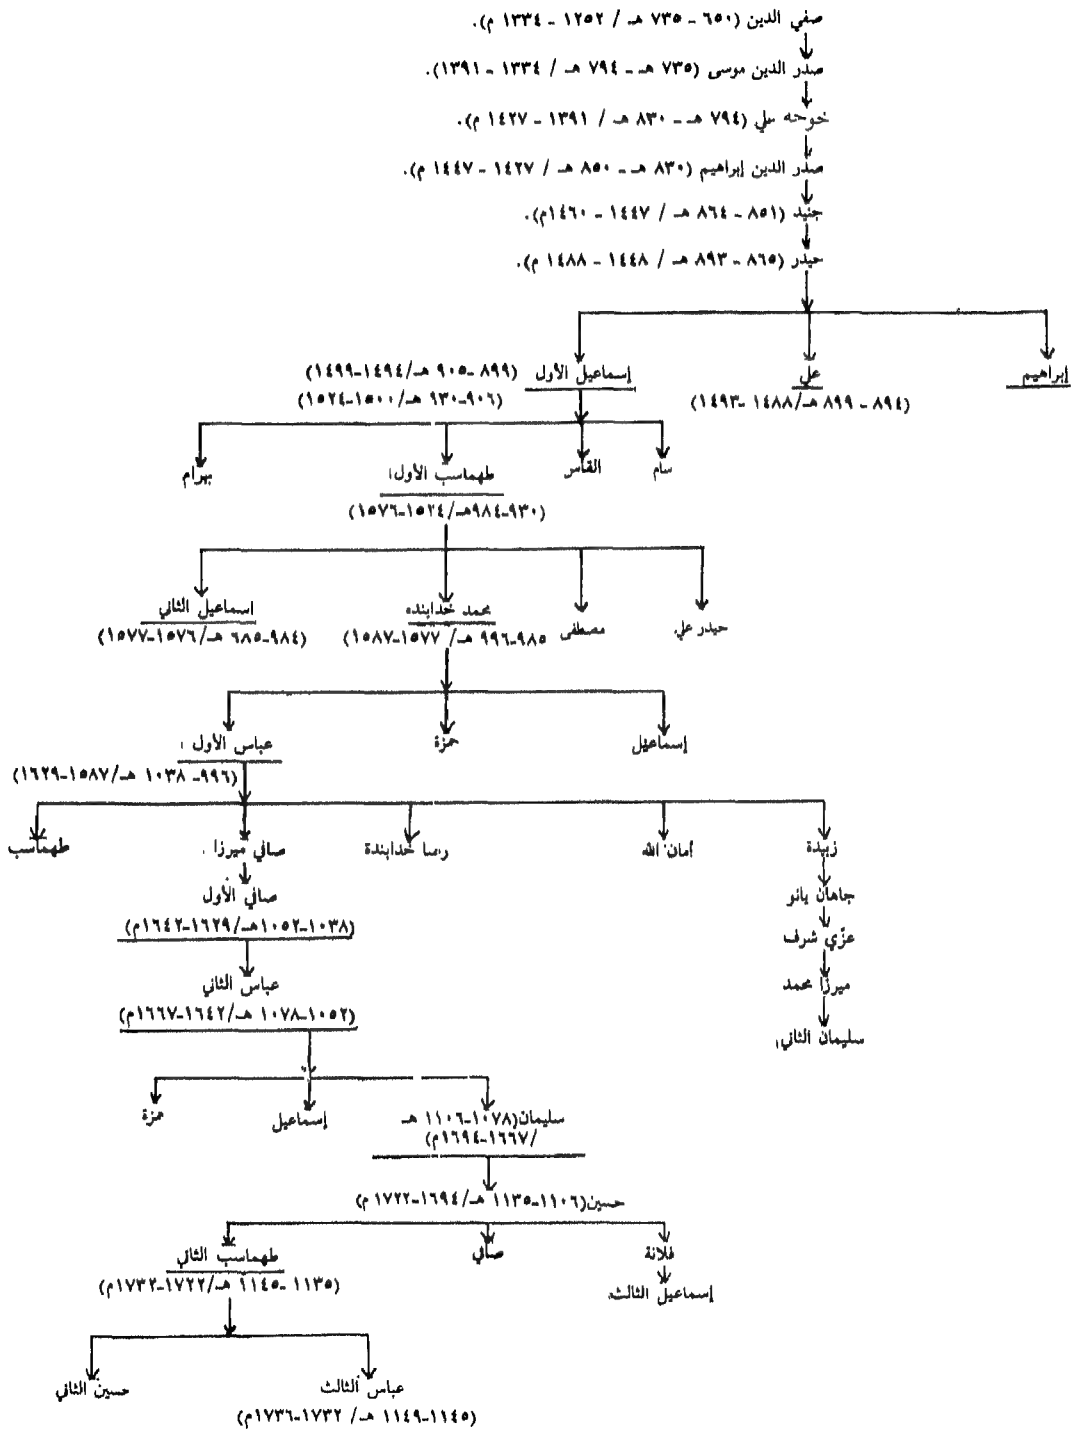 صفي الدين (٦٥٠ - ٧٣٥ هـ / ١٢٥٢ - ١٣٣٤ م).
صدر الدين موسى (٧٣٥ هـ - ٧٩٤ هـ / ١٣٣٤ - ١٣٩١).
خوجه علي (٧٩٤ هـ - ٨٣٠ هـ / ١٣٩١ - ١٤٢٧ م).
صدر الدين إبراهيم (٨٣٠ هـ - ٨٥٠ هـ / ١٤٢٧ - ١٤٤٧ م).
جنيد (٨٥١ - ٨٦٤ هـ / ١٤٤٧ - ١٤٦٠م).
حيدر (٨٦٥ - ٨٩٣ هـ / ١٤٤٨ - ١٤٨٨ م).
إبراهيم علي إسماعيل الأول (٨٩٩ - ٩٠٥ هـ/١٤٩٤-١٤٩٩)
(٨٩٤ - ٨٩٩ هـ/١٤٨٨ -١٤٩٣) (٩٠٦-٩٣٠ هـ/١٥٠٠-١٥٢٤)
سام القاس طهماسب الأول بهرام
(٩٣٠-٩٨٤هـ/١٥٢٤-١٥٧٦)
حيدر علي مصطفى محمد خدابنده اسماعيل الثاني
٩٨٥-٩٩٦ هـ/ ١٥٧٧-١٥٨٧) (٩٨٤-٦٨٥ هـ/١٥٧٦-١٥٧٧)
إسماعيل حمزة عباس الأول
(٩٩٦- ١٠٣٨ هـ/١٥٨٧-١٦٢٩)
زبيدة أمان الله رضا خدابندة صافي ميرزا طهماسب
جاهان بانو صافي الأول
(١٠٣٨-١٠٥٢هـ/١٦٢٩-١٦٤٢م)
عزّي شرف
ميرزا محمد عباس الثاني
(١٠٥٢-١٠٧٨ هـ/١٦٤٢-١٦٦٧م)
سليمان الثاني
سليمان(١٠٧٨-١١٠٦ هـ إسماعيل حمزة
/١٦٦٧-١٦٩٤م)
حسين(١١٠٦-١١٣٥ هـ/١٦٩٤-١٧٢٢ م)
فلانة صافي طهماسب الثاني
إسماعيل الثالث (١١٣٥ -١١٤٥ هـ/١٧٢٢-١٧٣٢م)
عباس الثالث حسين الثاني
(١١٤٥-١١٤٩ هـ/ ١٧٣٢-١٧٣٦م)